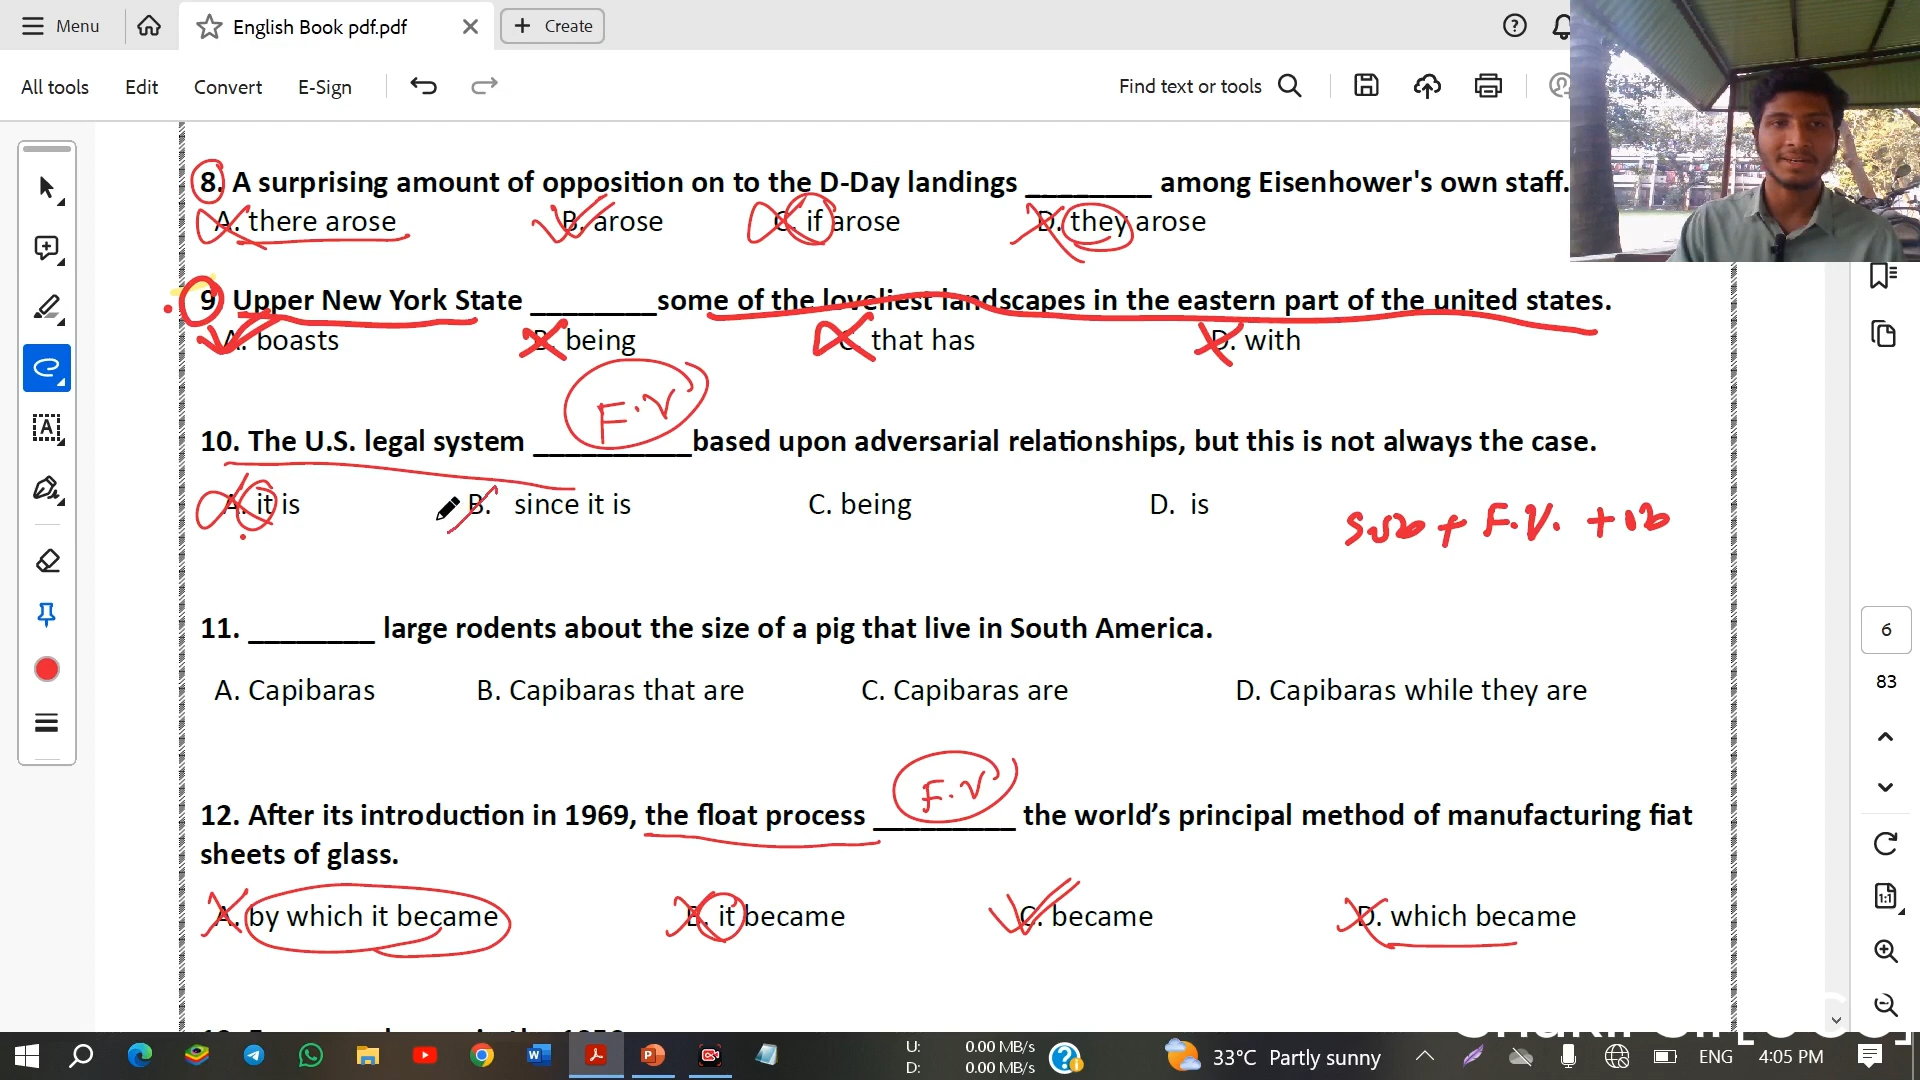 Menu
English Book pdf.pdf
Create
All tools
Edit
Convert
E-Sign
Find text or tools
8. A surprising amount of opposition on to the D-Day landings ________ among Eisenhower's own staff.
A. there arose B. arose C. if arose D. they arose
9 Upper New York State ________some of the loveliest landscapes in the eastern part of the united states.
A. boasts B. being C. that has D. with
F.V
10. The U.S. legal system __________based upon adversarial relationships, but this is not always the case.
A. it is B. since it is C. being D. is
Sub + F.V. + ob
11. ________ large rodents about the size of a pig that live in South America.
A. Capibaras B. Capibaras that are C. Capibaras are D. Capibaras while they are
F.V
12. After its introduction in 1969, the float process _________ the world’s principal method of manufacturing fiat
sheets of glass.
A. by which it became B. it became C. became D. which became
6
83
U: 0.00 MB/s
D: 0.00 MB/s
33°C Partly sunny
ENG
4:05 PM